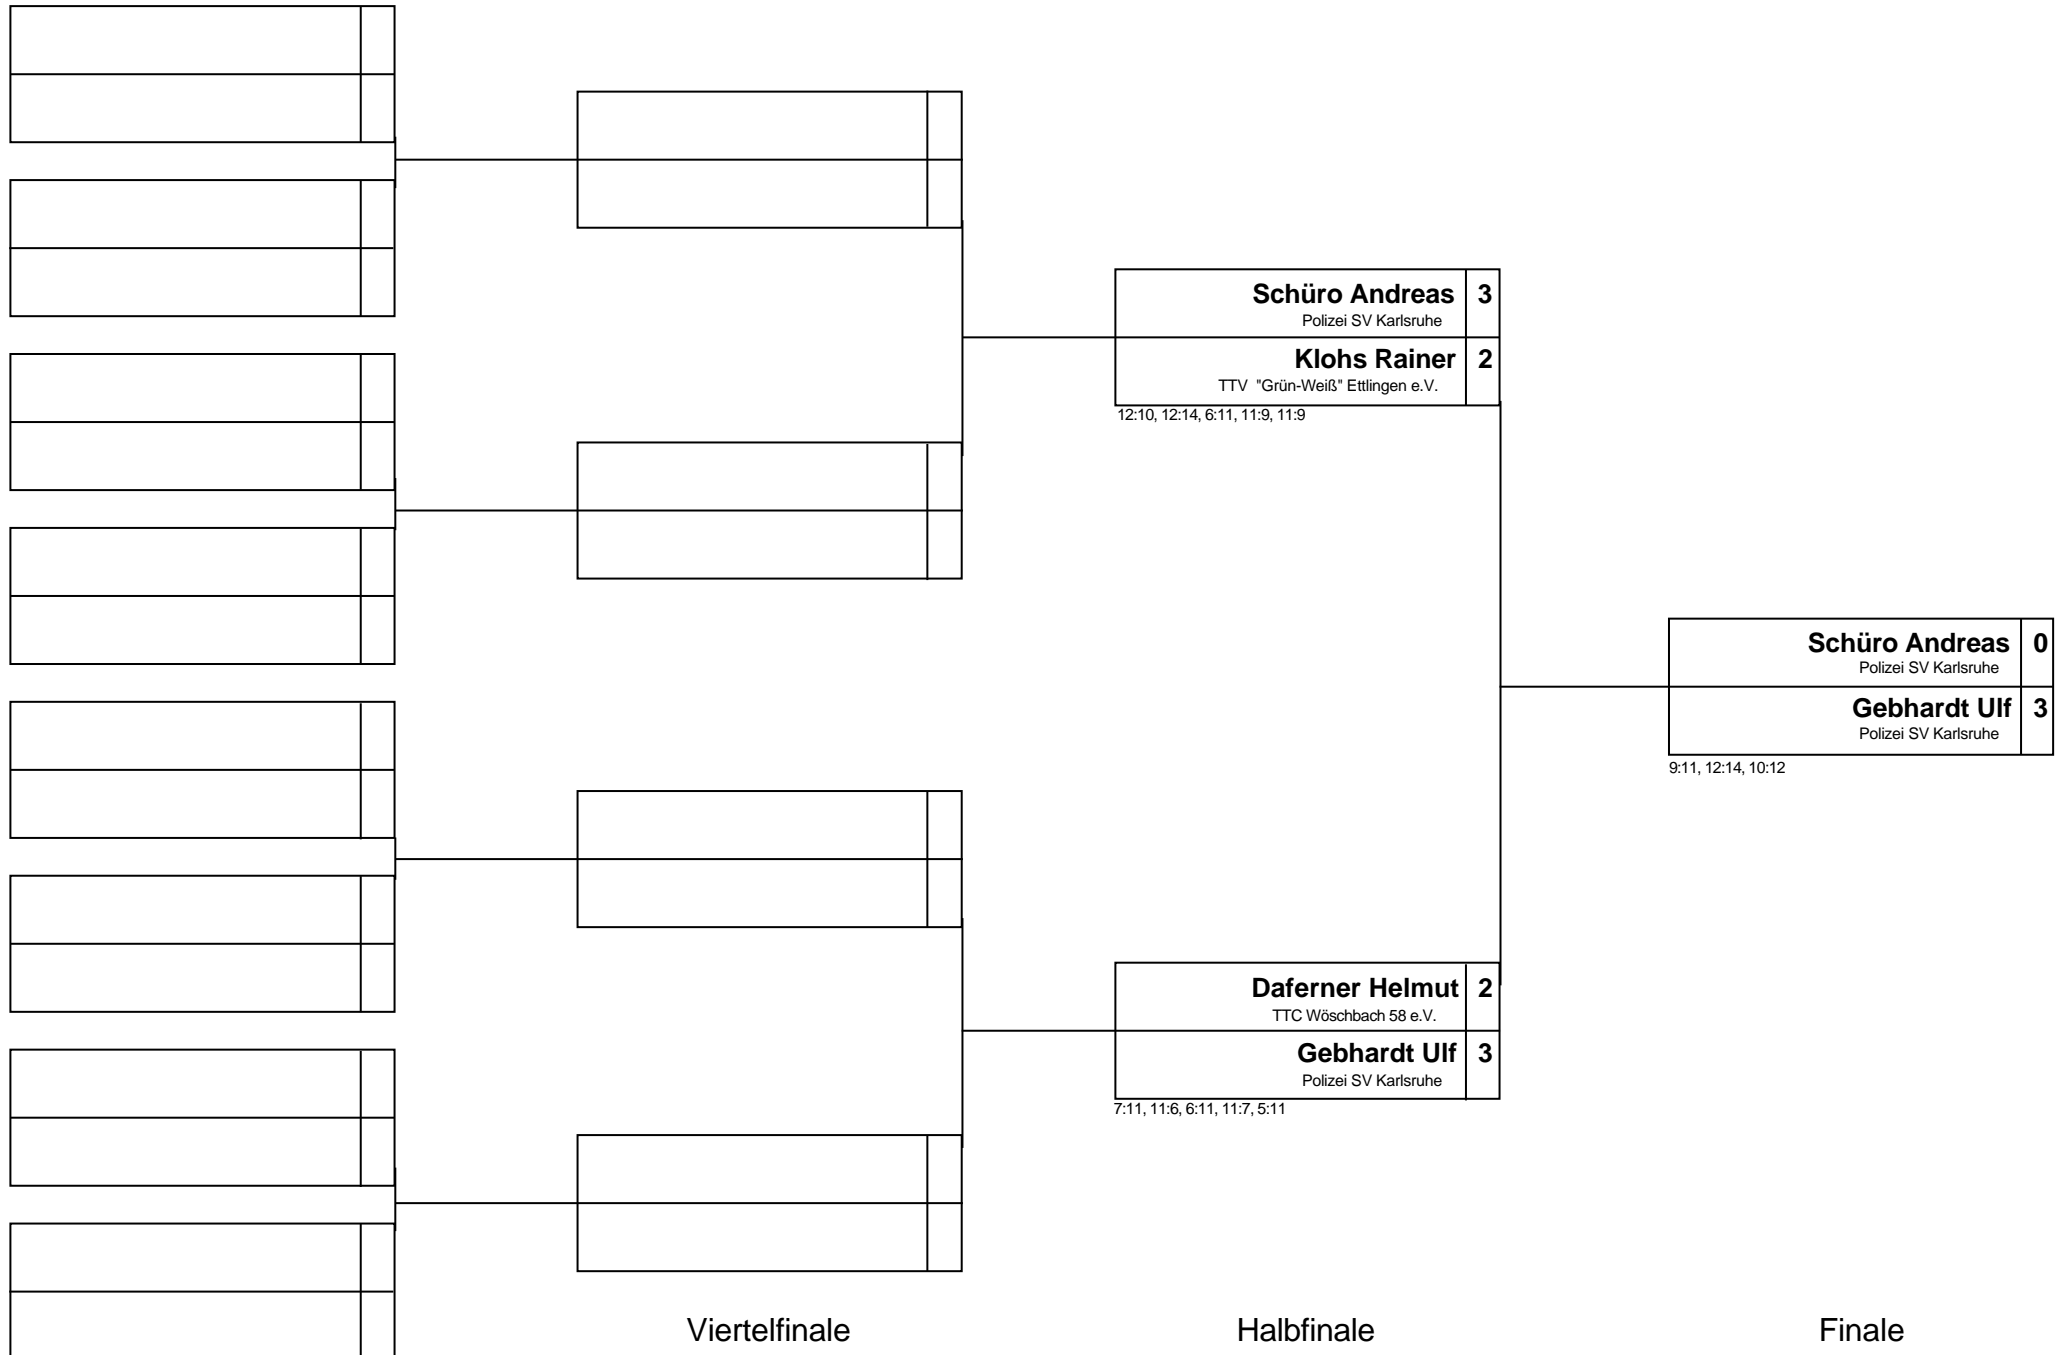 Schüro Andreas 3
Polizei SV Karlsruhe
Klohs Rainer 2
TTV "Grün-Weiß" Ettlingen e.V.
12:10, 12:14, 6:11, 11:9, 11:9
Schüro Andreas 0
Polizei SV Karlsruhe
Gebhardt Ulf 3
Polizei SV Karlsruhe
9:11, 12:14, 10:12
Daferner Helmut 2
TTC Wöschbach 58 e.V.
Gebhardt Ulf 3
Polizei SV Karlsruhe
7:11, 11:6, 6:11, 11:7, 5:11
Viertelfinale Halbfinale Finale